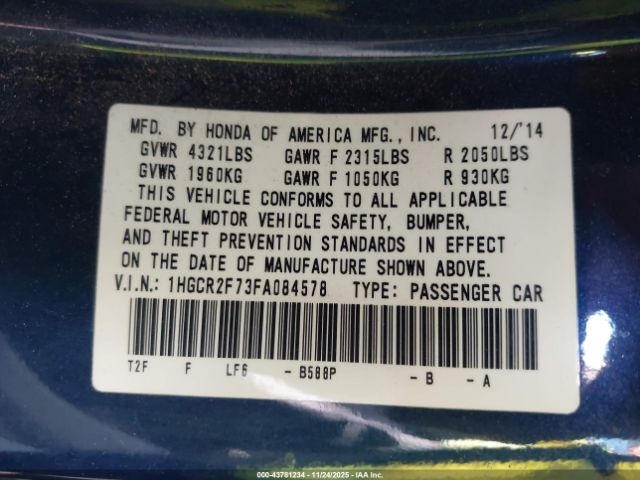 MFD. BY HONDA OF AMERICA MFG., INC. 12/'14
GVWR 4321LBS GAWR F 2315LBS R 2050LBS
GVWR 1960KG GAWR F 1050KG R 930KG
THIS VEHICLE CONFORMS TO ALL APPLICABLE
FEDERAL MOTOR VEHICLE SAFETY, BUMPER,
AND THEFT PREVENTION STANDARDS IN EFFECT
ON THE DATE OF MANUFACTURE SHOWN ABOVE.
V.I.N.: 1HGCR2F73FA084578 TYPE: PASSENGER CAR
T2F F LF6 - B588P - B - A
000-43781234 - 11/24/2025 - IAAI.COM